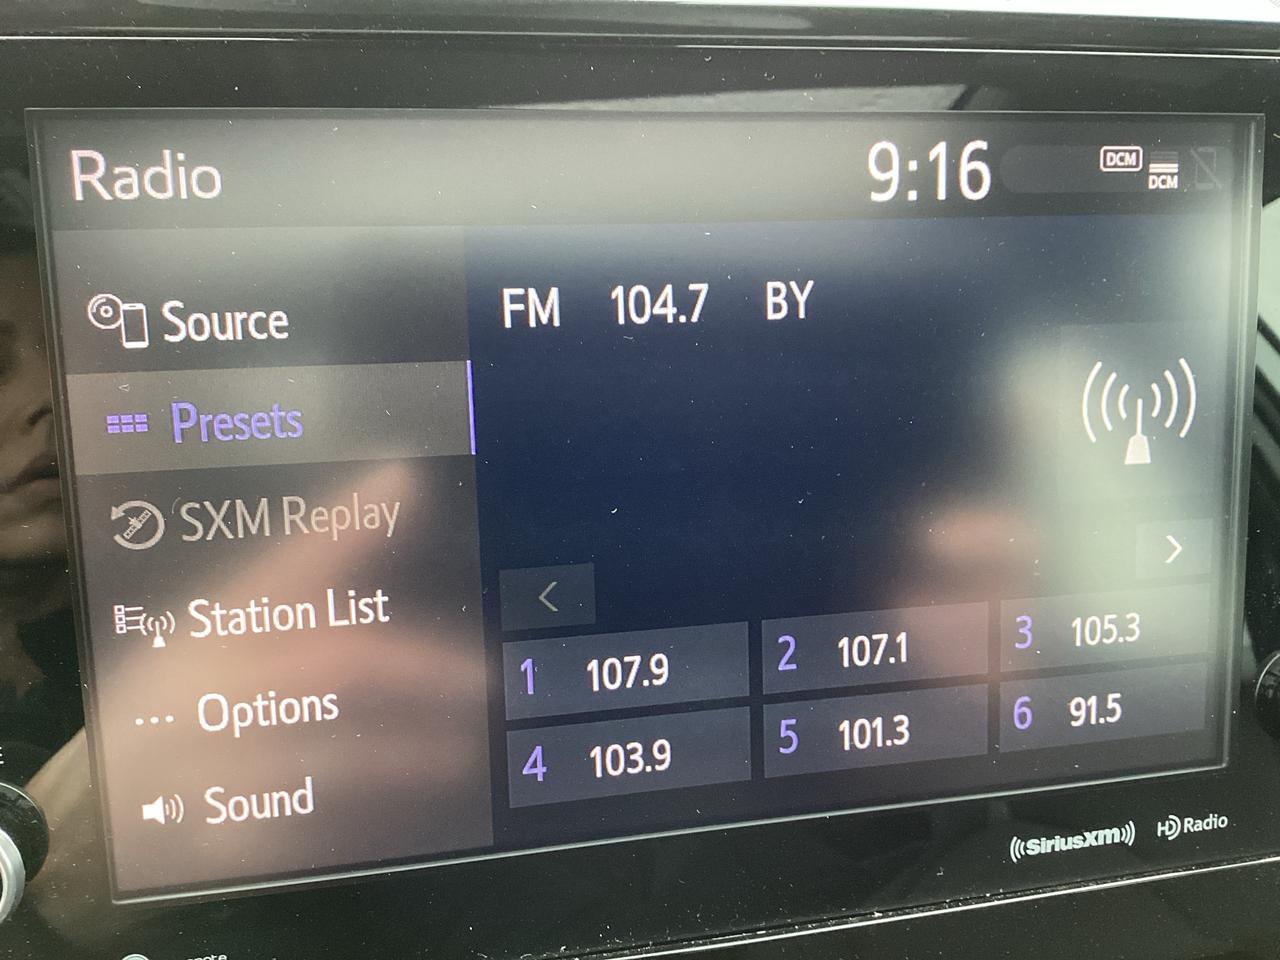 Radio
9:16
DCM
DCM
Source
FM 104.7 BY
Presets
SXM Replay
Station List
1 107.9
2 107.1
3 105.3
Options
4 103.9
5 101.3
6 91.5
Sound
SiriusXM
HD Radio